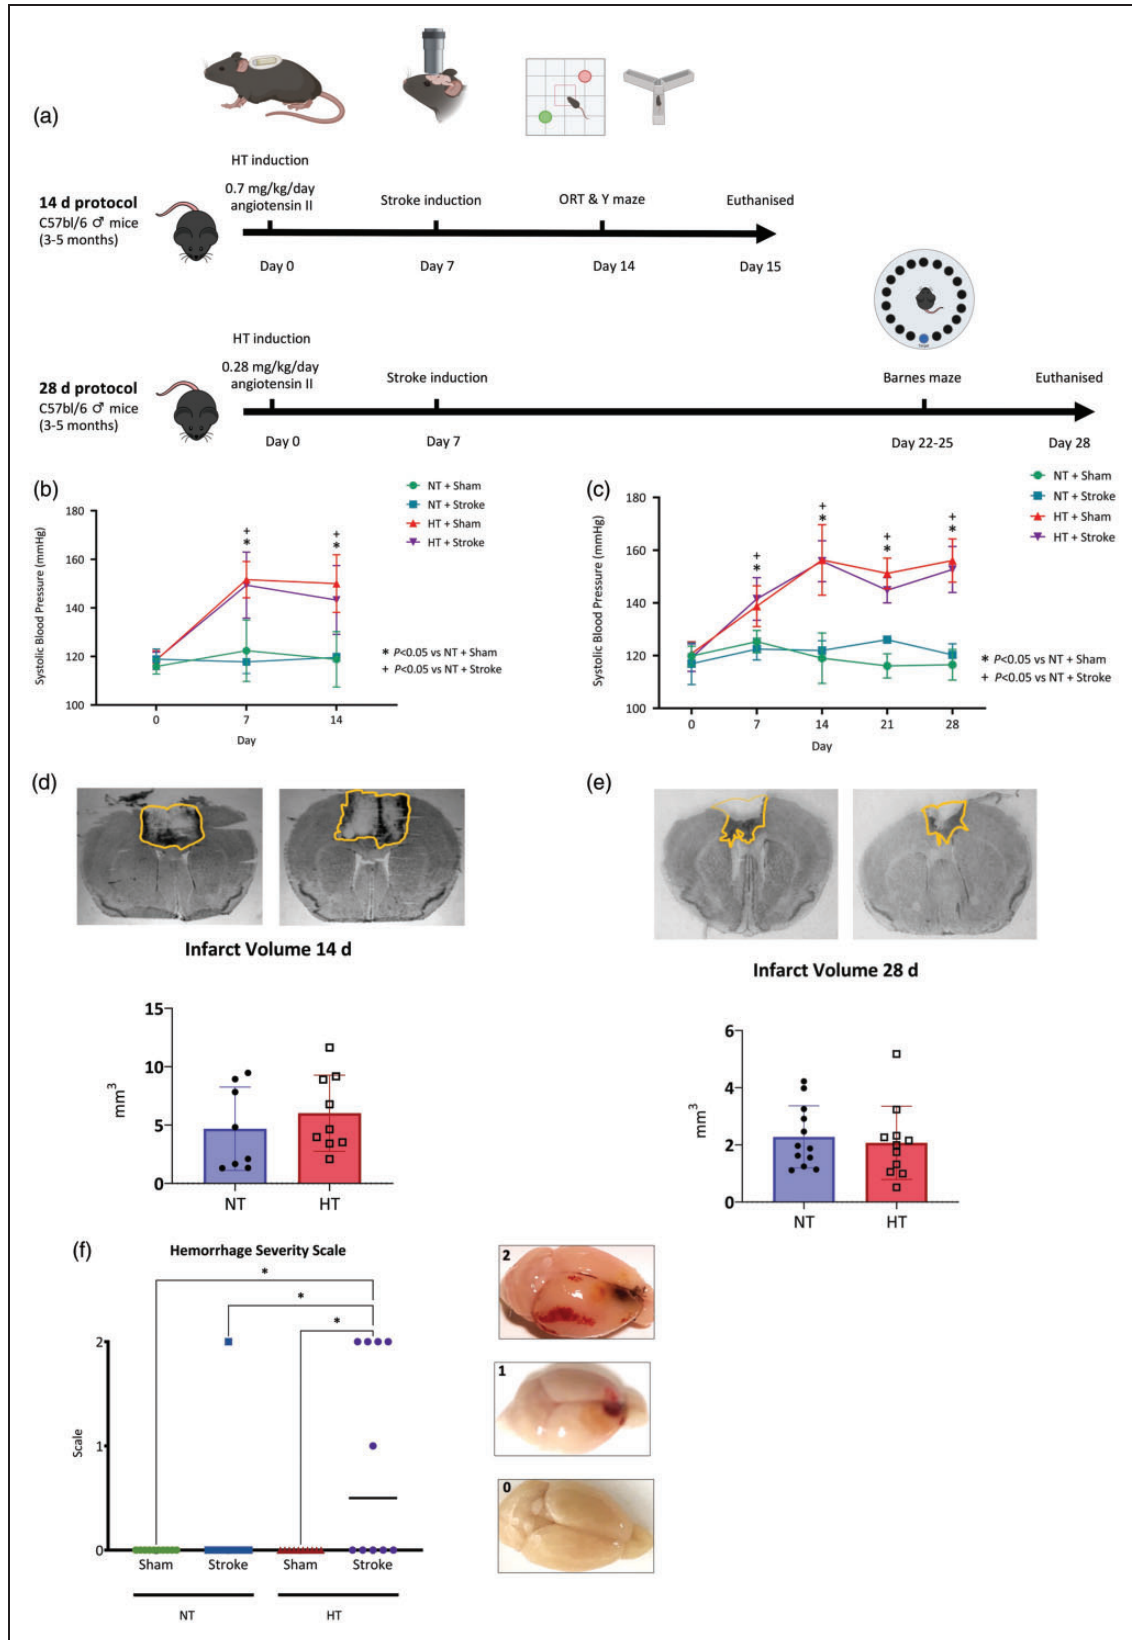 (a)
HT induction
0.7 mg/kg/day
angiotensin II
14 d protocol
C57bl/6 ♂ mice
(3-5 months)
Stroke induction
ORT & Y maze
Euthanised
Day 0
Day 7
Day 14
Day 15
HT induction
0.28 mg/kg/day
angiotensin II
28 d protocol
C57bl/6 ♂ mice
(3-5 months)
Stroke induction
Barnes maze
Euthanised
Day 0
Day 7
Day 22-25
Day 28
(b)
NT + Sham
NT + Stroke
HT + Sham
HT + Stroke
Systolic Blood Pressure (mmHg)
180
160
140
120
100
+
*
+
*
* P<0.05 vs NT + Sham
+ P<0.05 vs NT + Stroke
0
7
14
Day
(c)
NT + Sham
NT + Stroke
HT + Sham
HT + Stroke
Systolic Blood Pressure (mmHg)
180
160
140
120
100
+
*
+
*
+
*
+
*
* P<0.05 vs NT + Sham
+ P<0.05 vs NT + Stroke
0
7
14
21
28
Day
(d)
Infarct Volume 14 d
15
10
5
0
mm³
NT
HT
(e)
Infarct Volume 28 d
6
4
2
0
mm³
NT
HT
(f)
Hemorrhage Severity Scale
*
*
*
2
1
0
Scale
Sham
Stroke
Sham
Stroke
NT
HT
2
1
0